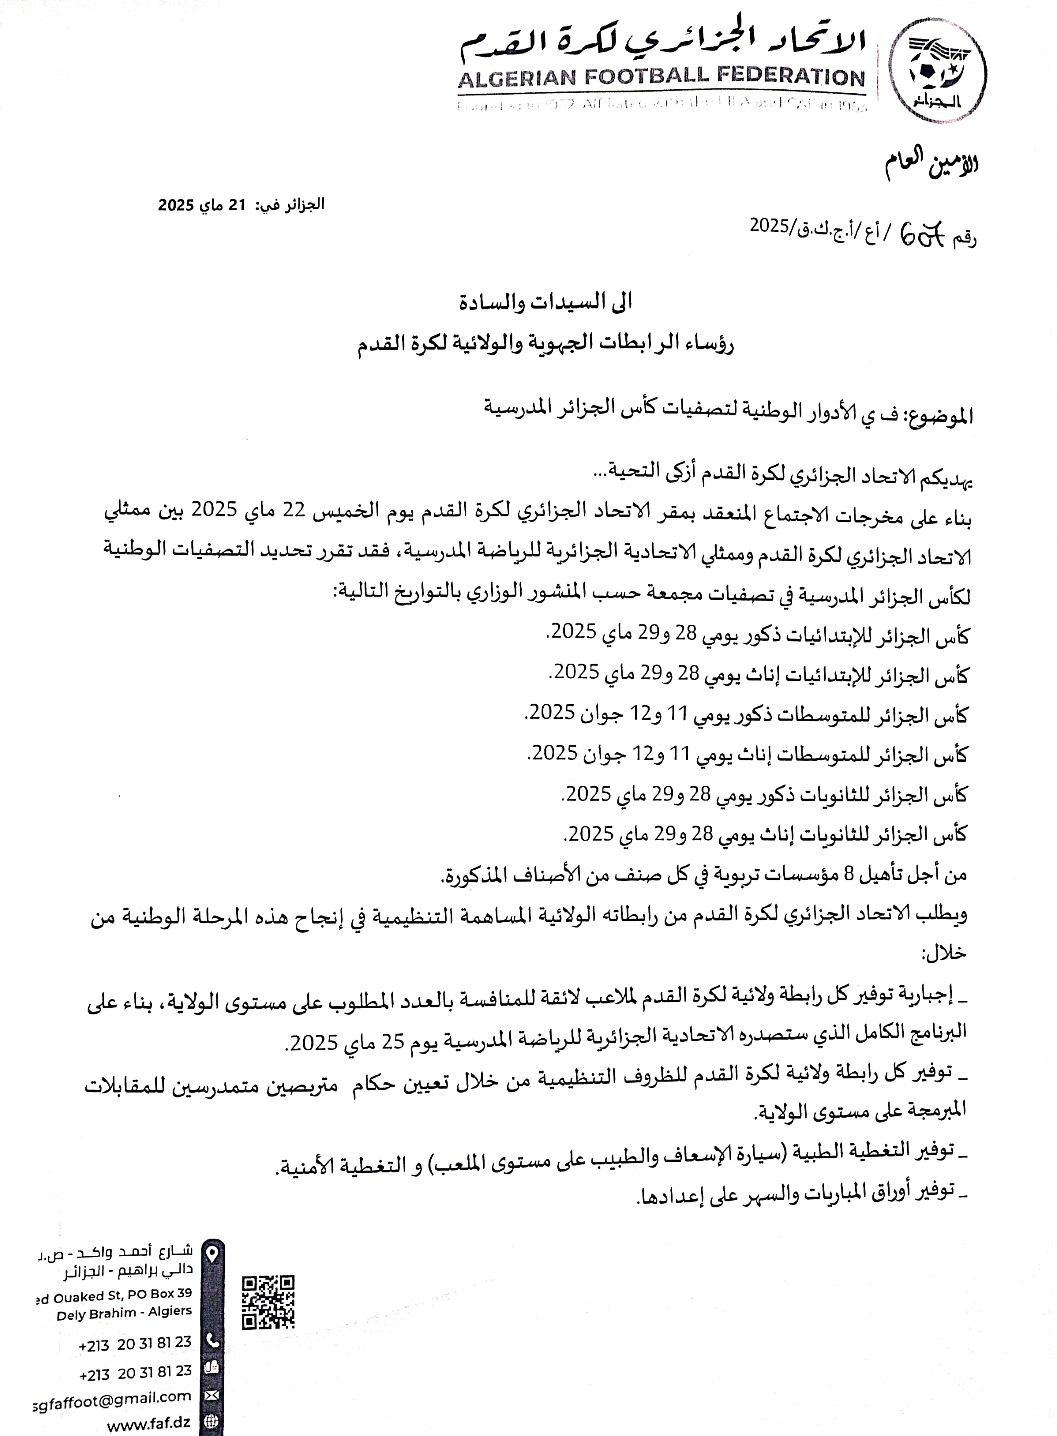 الاتحاد الجزائري لكرة القدم
ALGERIAN FOOTBALL FEDERATION
الجزائر
الأمين العام
الجزائر في: 21 ماي 2025
رقم /أع/أ.ج.ك.ق/2025
الى السيدات والسادة
رؤساء الرابطات الجهوية والولائية لكرة القدم
الموضوع: ف ي الأدوار الوطنية لتصفيات كأس الجزائر المدرسية
يهديكم الاتحاد الجزائري لكرة القدم أزكى التحية...
بناء على مخرجات الاجتماع المنعقد بمقر الاتحاد الجزائري لكرة القدم يوم الخميس 22 ماي 2025 بين ممثلي
الاتحاد الجزائري لكرة القدم وممثلي الاتحادية الجزائرية للرياضة المدرسية، فقد تقرر تحديد التصفيات الوطنية
لكأس الجزائر المدرسية في تصفيات مجمعة حسب المنشور الوزاري بالتواريخ التالية:
كأس الجزائر للإبتدائيات ذكور يومي 28 و29 ماي 2025.
كأس الجزائر للإبتدائيات إناث يومي 28 و29 ماي 2025.
كأس الجزائر للمتوسطات ذكور يومي 11 و12 جوان 2025.
كأس الجزائر للمتوسطات إناث يومي 11 و12 جوان 2025.
كأس الجزائر للثانويات ذكور يومي 28 و29 ماي 2025.
كأس الجزائر للثانويات إناث يومي 28 و29 ماي 2025.
من أجل تأهيل 8 مؤسسات تربوية في كل صنف من الأصناف المذكورة.
ويطلب الاتحاد الجزائري لكرة القدم من رابطاته الولائية المساهمة التنظيمية في إنجاح هذه المرحلة الوطنية من
خلال:
_ إجبارية توفير كل رابطة ولائية لكرة القدم لملاعب لائقة للمنافسة بالعدد المطلوب على مستوى الولاية، بناء على
البرنامج الكامل الذي ستصدره الاتحادية الجزائرية للرياضة المدرسية يوم 25 ماي 2025.
_ توفير كل رابطة ولائية لكرة القدم للظروف التنظيمية من خلال تعيين حكام متربصين متمدرسين للمقابلات
المبرمجة على مستوى الولاية.
_ توفير التغطية الطبية (سيارة الإسعاف والطبيب على مستوى الملعب) و التغطية الأمنية.
_ توفير أوراق المباريات والسهر على إعدادها.
شارع أحمد واكد - ص.ر
دالي براهيم - الجزائر
ed Ouaked St, PO Box 39
Dely Brahim - Algiers
+213 20 31 81 23
+213 20 31 81 23
sgfaffoot@gmail.com
www.faf.dz